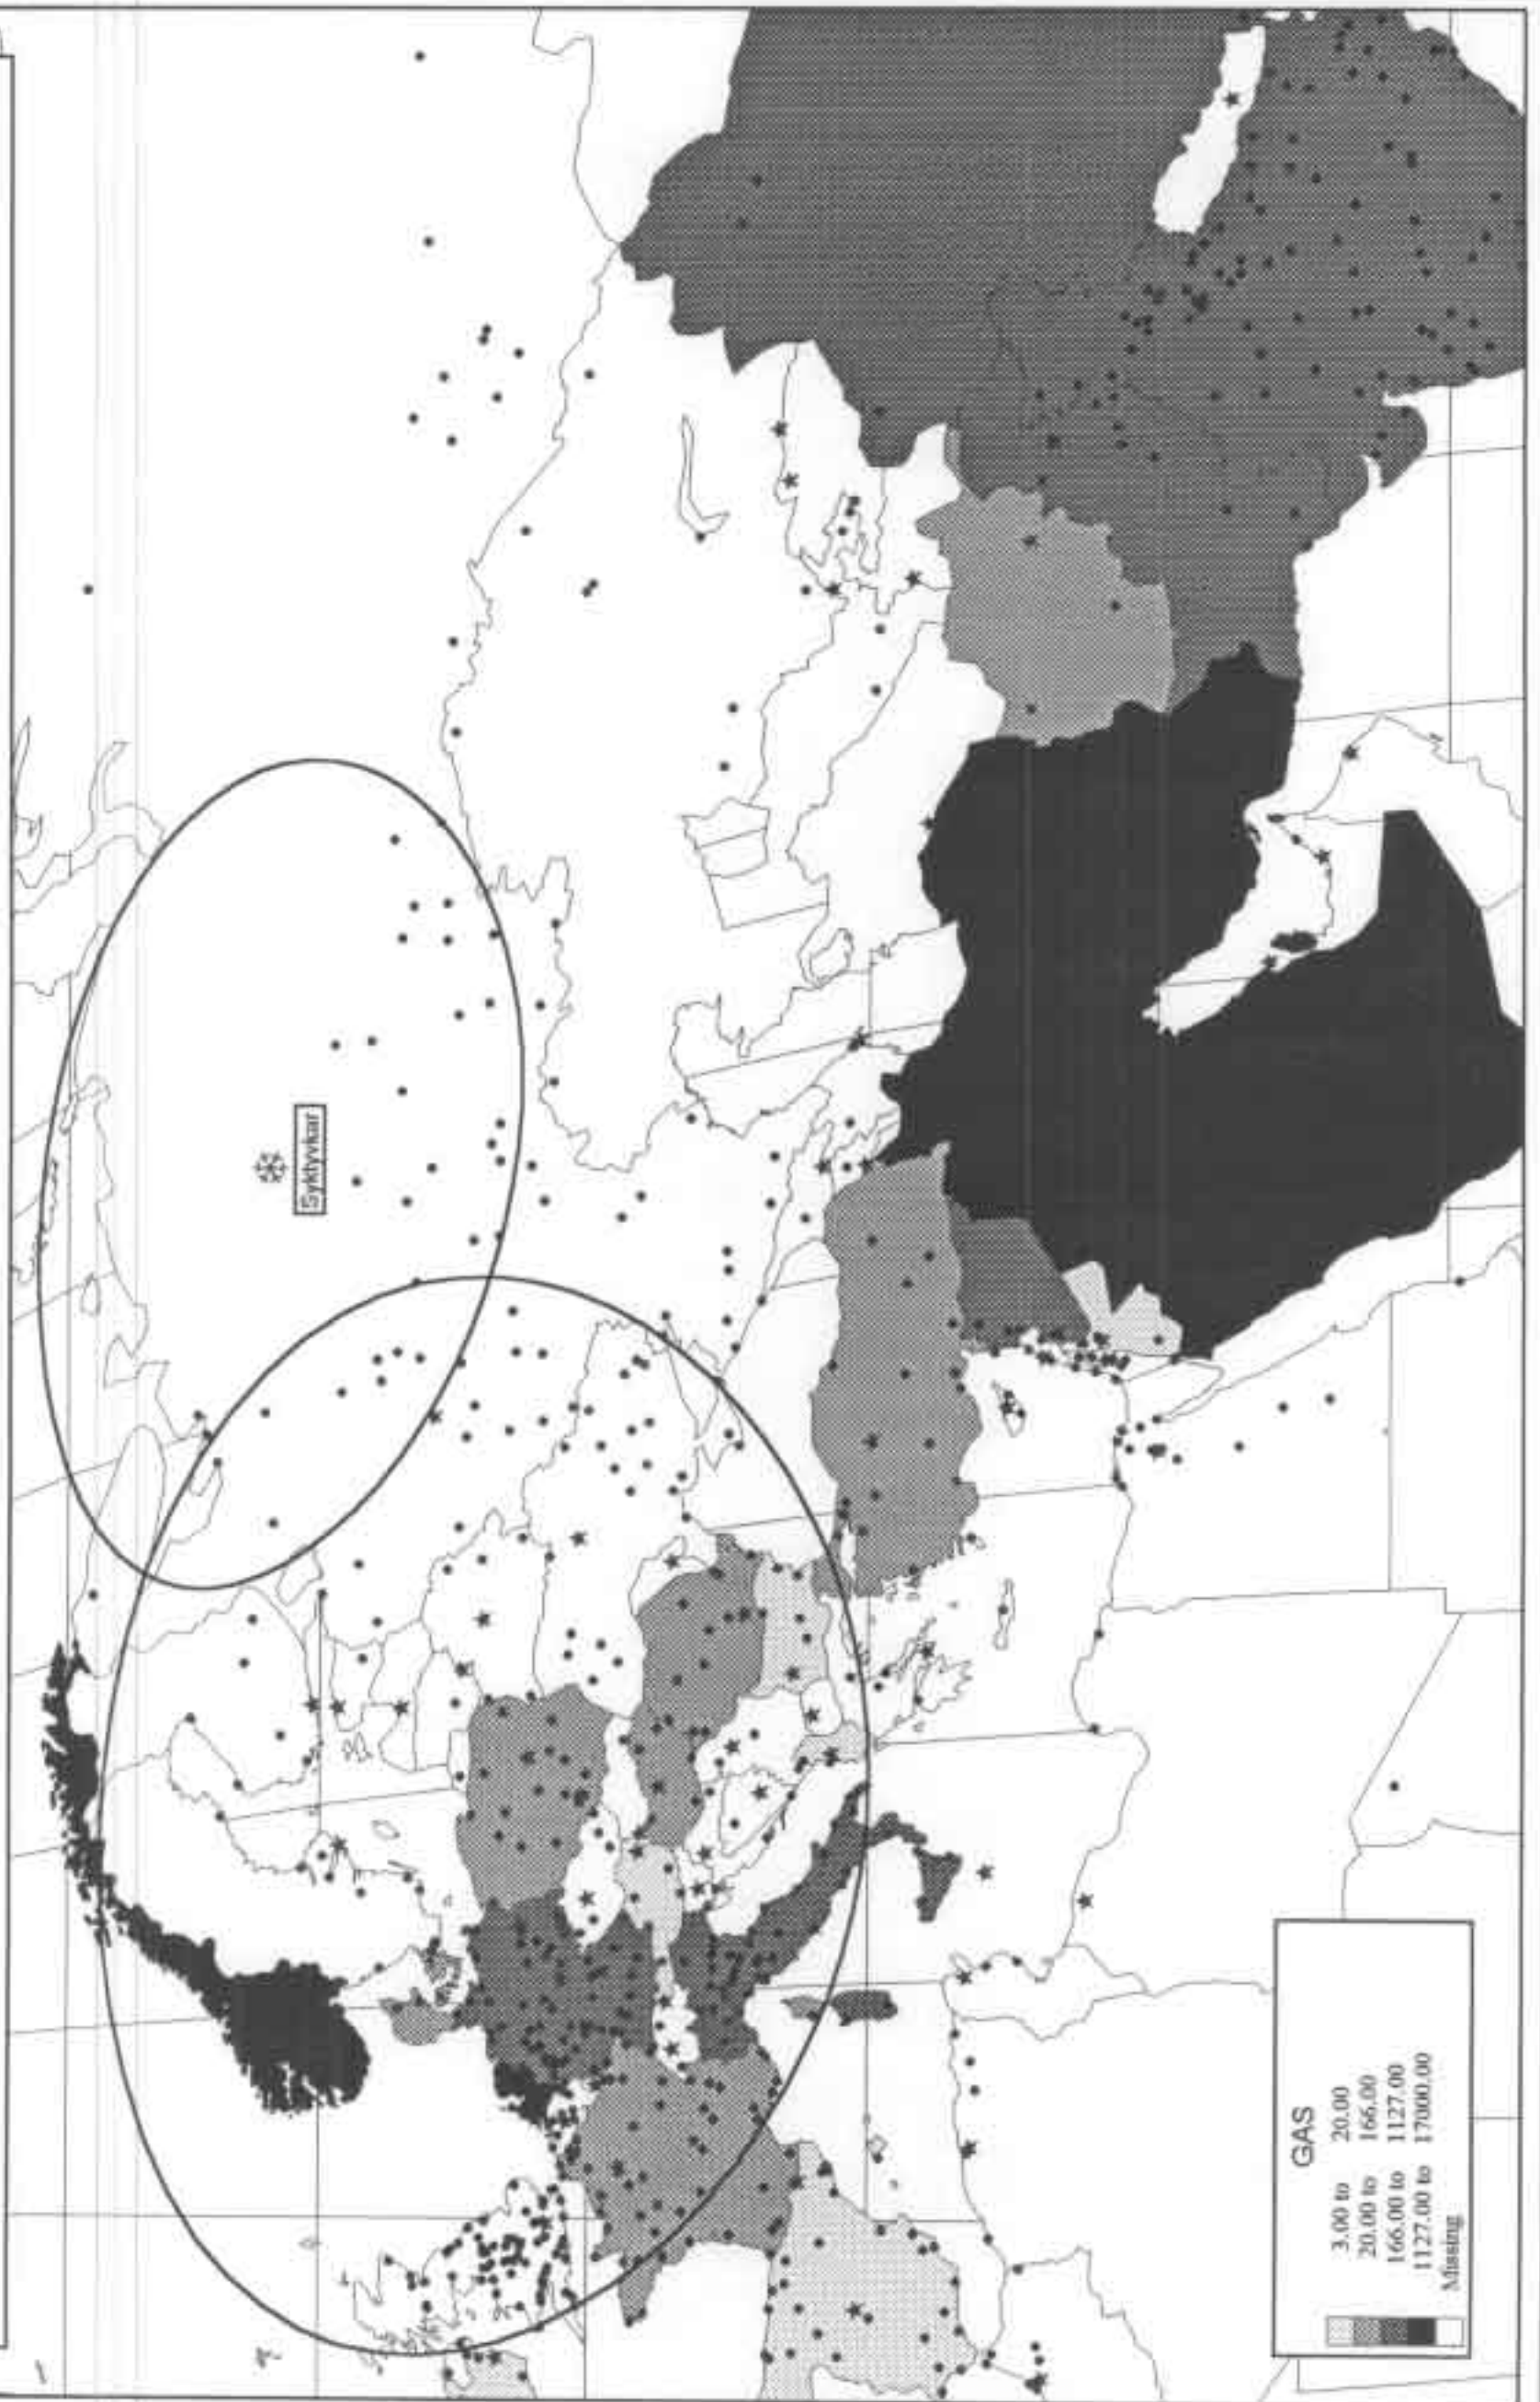 Syktyvkar
GAS
3.00 to 20.00
20.00 to 166.00
166.00 to 1127.00
1127.00 to 17000.00
Missing